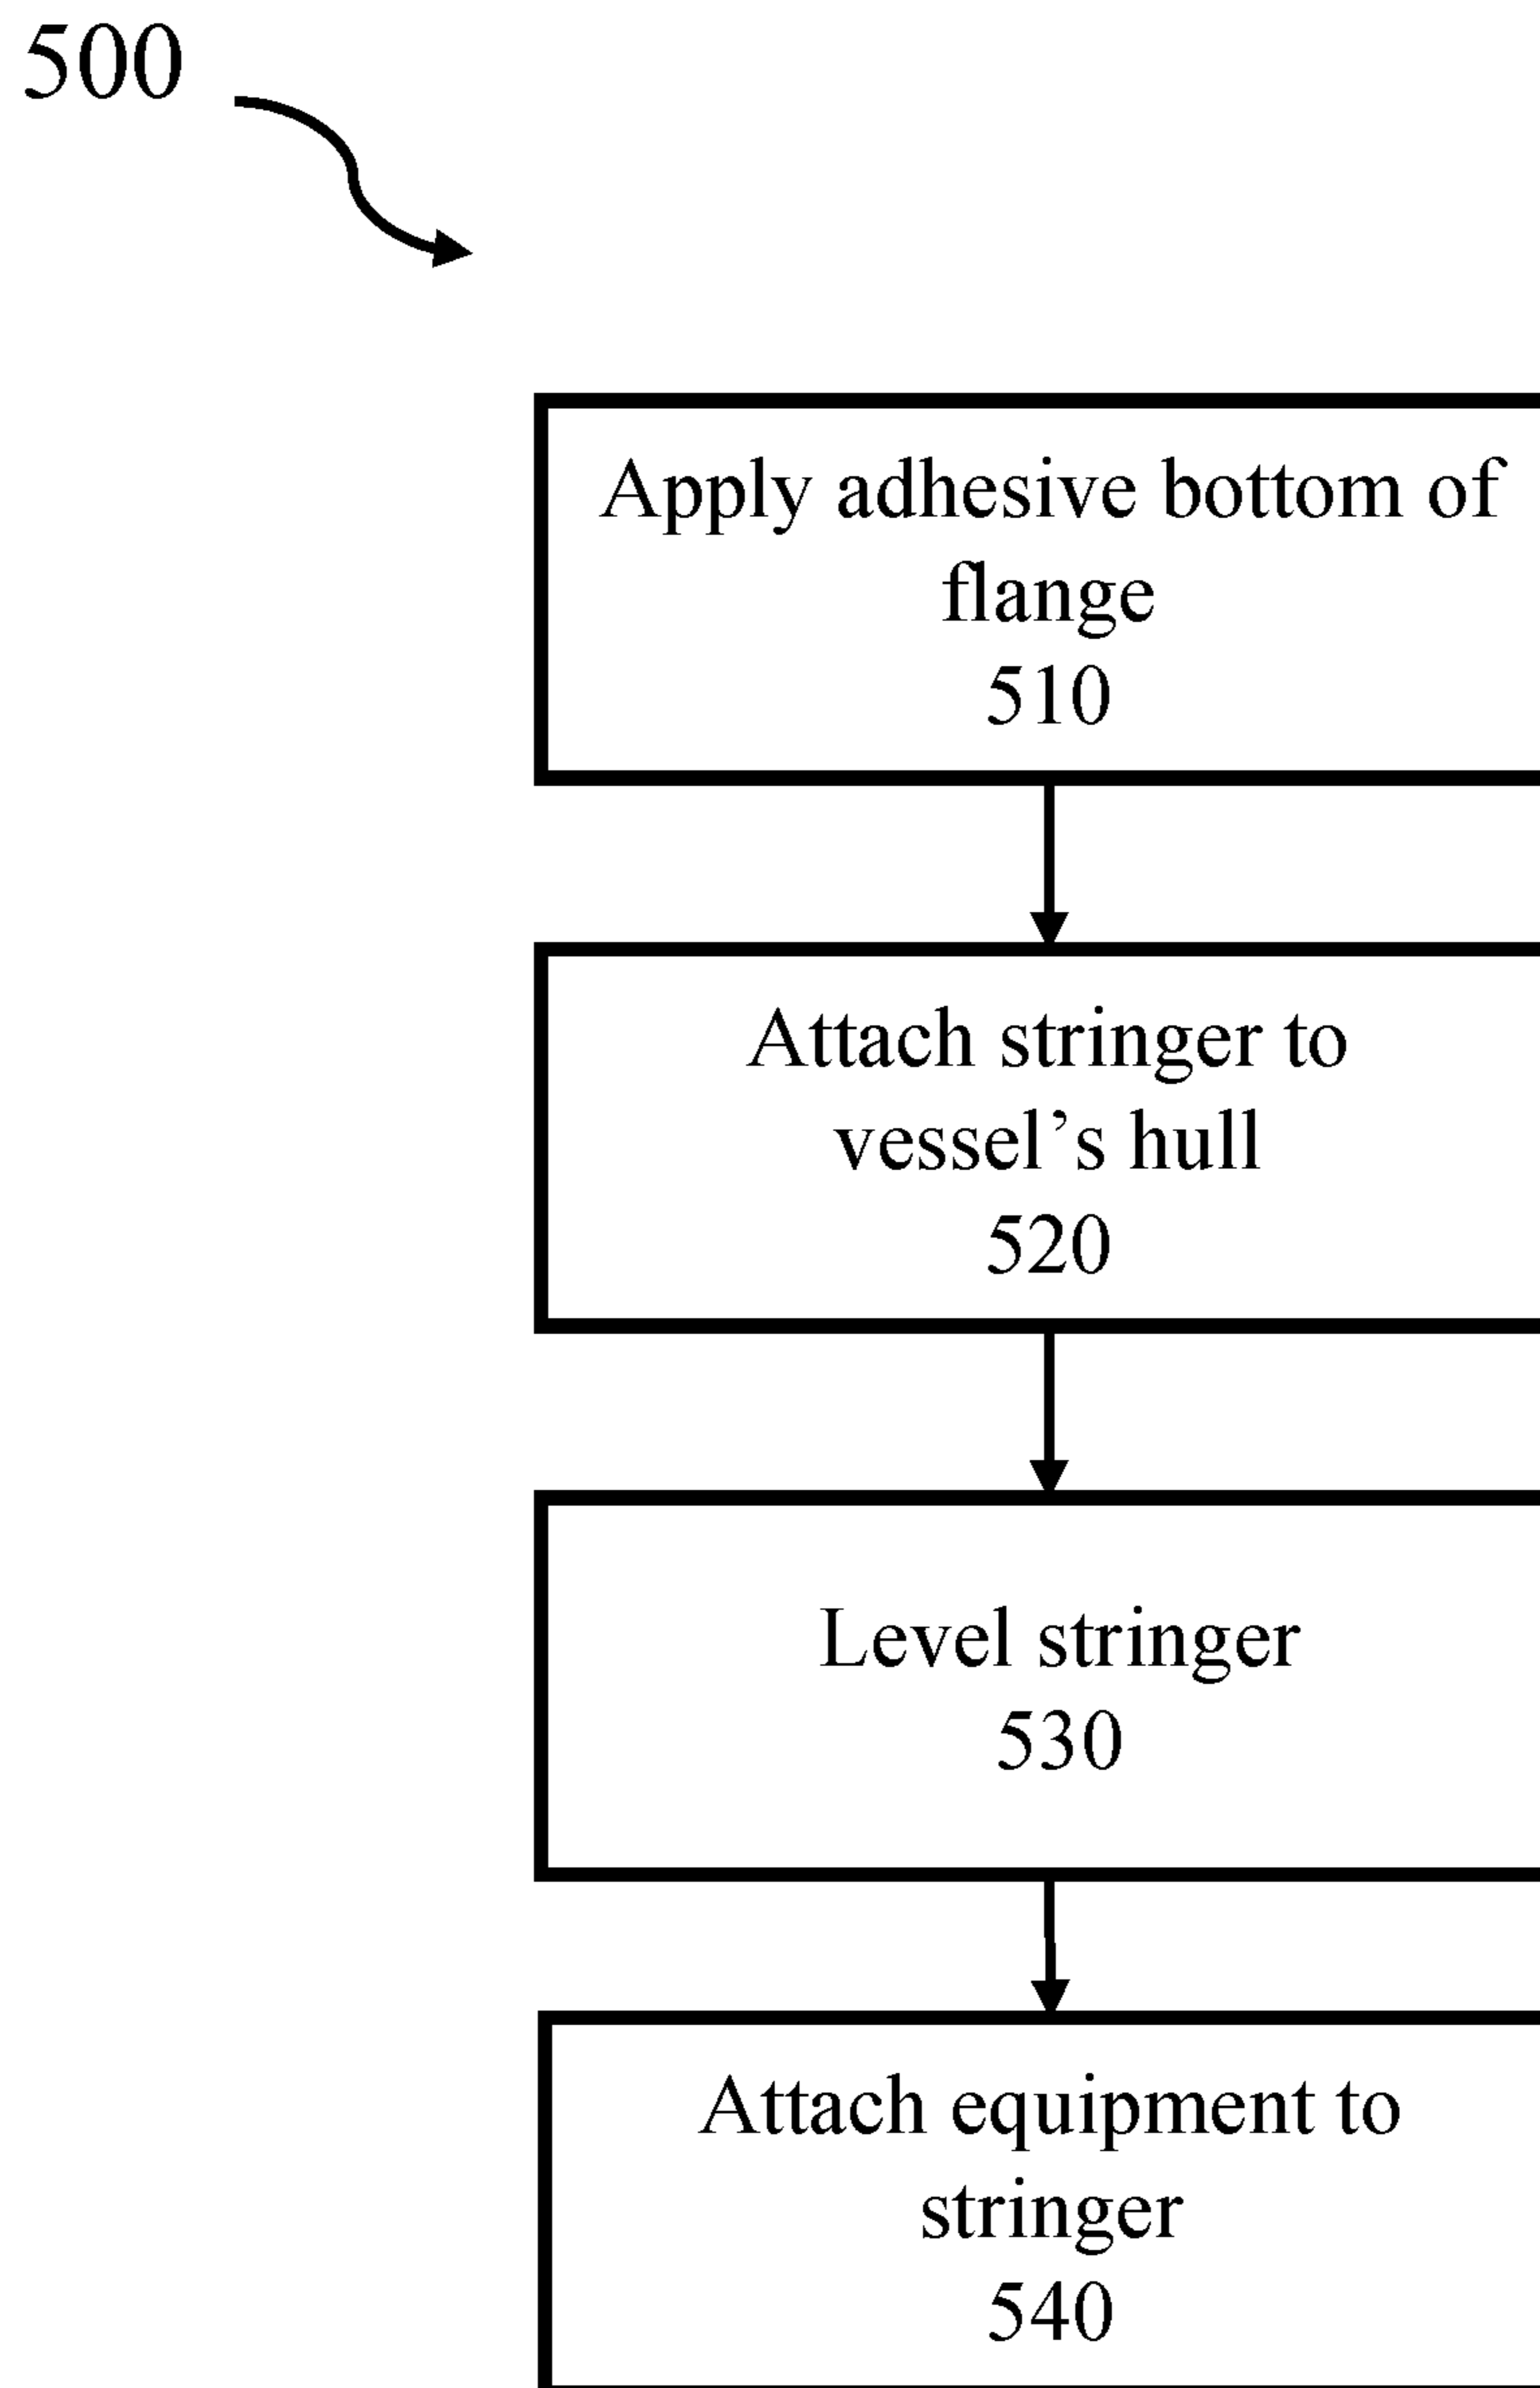 500
Apply adhesive bottom of
flange
510
Attach stringer to
vessel’s hull
520
Level stringer
530
Attach equipment to
stringer
540